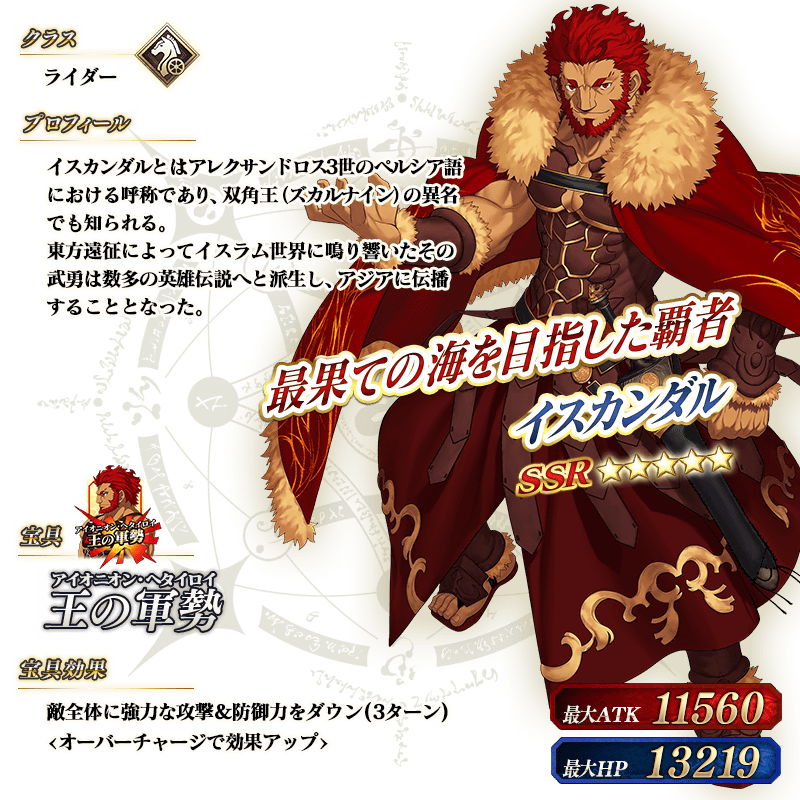 クラス
ライダー
プロフィール
イスカンダルとはアレクサンドロス3世のペルシア語
における呼称であり、双角王(ズカルナイン)の異名
でも知られる。
東方遠征によってイスラム世界に鳴り響いたその
武勇は数多の英雄伝説へと派生し、アジアに伝播
することとなった。
最果ての海を目指した覇者
イスカンダル
SSR ★★★★★
宝具
アイオニオン・ヘタイロイ
王の軍勢
アイオニオン・ヘタイロイ
王の軍勢
宝具効果
敵全体に強力な攻撃&防御力をダウン(3ターン)
<オーバーチャージで効果アップ>
最大ATK 11560
最大HP 13219